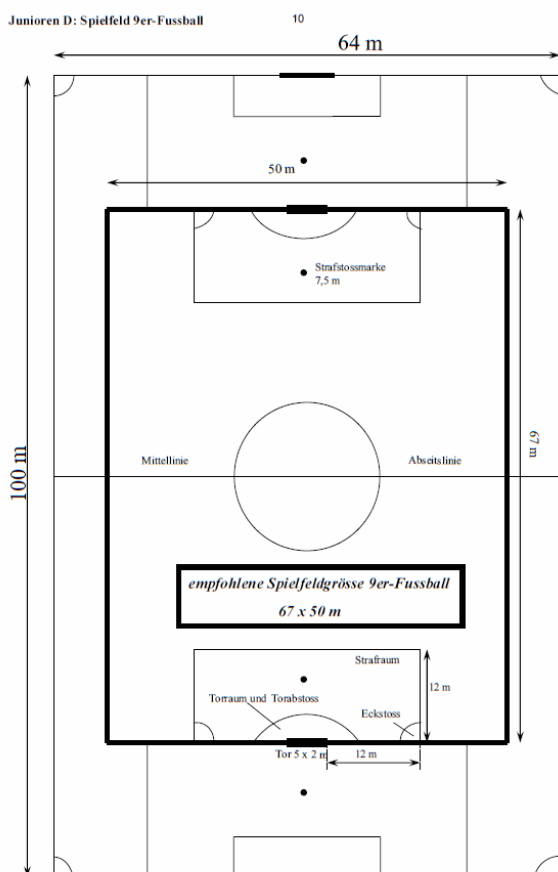 Junioren D: Spielfeld 9er-Fussball
10
64 m
50 m
Strafstossmarke
7,5 m
Mittellinie
Abseitslinie
67 m
100 m
empfohlene Spielfeldgrösse 9er-Fussball
67 x 50 m
Strafraum
12 m
Torraum und Torabstoss
Eckstoss
Tor 5 x 2 m
12 m